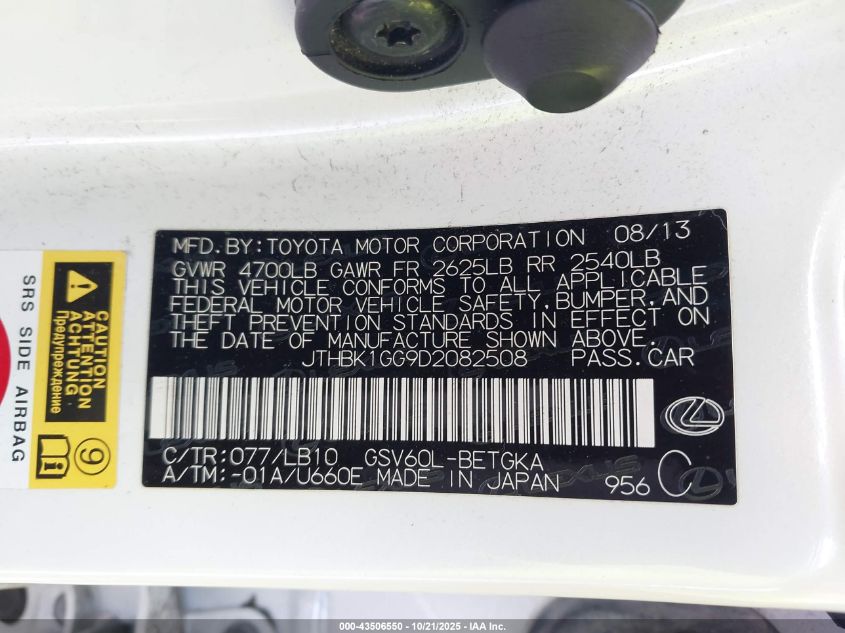 MFD. BY: TOYOTA MOTOR CORPORATION 08/13
GVWR 4700LB GAWR FR 2625LB RR 2540LB
THIS VEHICLE CONFORMS TO ALL APPLICABLE
FEDERAL MOTOR VEHICLE SAFETY, BUMPER, AND
THEFT PREVENTION STANDARDS IN EFFECT ON
THE DATE OF MANUFACTURE SHOWN ABOVE.
JTHBK1GG9D2082508 PASS. CAR
C/TR: 077/LB10 GSV60L-BETGKA
A/TM: -01A/U660E MADE IN JAPAN 956 C
SRS SIDE AIRBAG
CAUTION
ATTENTION
ACHTUNG
Предупреждение
9
000-43506550 - 10/21/2025 - IAA Inc.